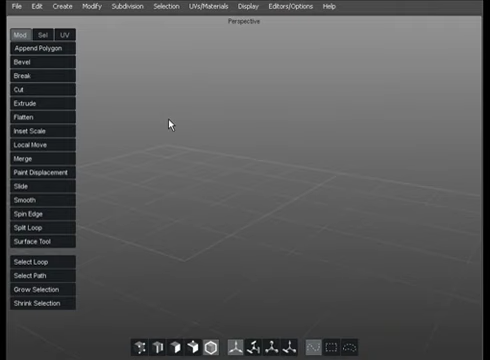 File Edit Create Modify Subdivision Selection UVs/Materials Display Editors/Options Help
Perspective
Mod Sel UV
Append Polygon
Bevel
Break
Cut
Extrude
Flatten
Inset Scale
Local Move
Merge
Paint Displacement
Slide
Smooth
Spin Edge
Split Loop
Surface Tool
Select Loop
Select Path
Grow Selection
Shrink Selection